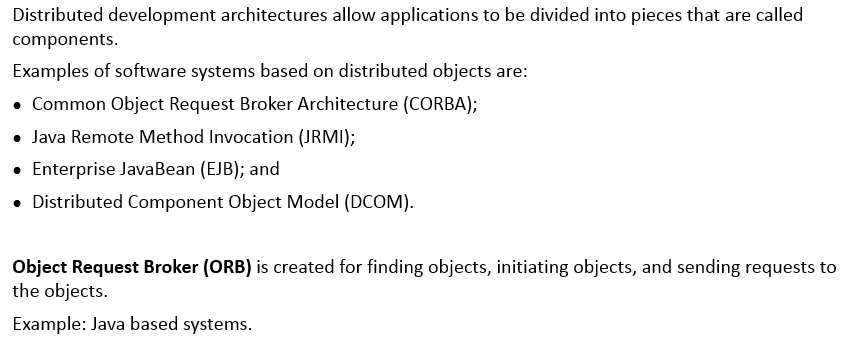 Distributed development architectures allow applications to be divided into pieces that are called
components.
Examples of software systems based on distributed objects are:
• Common Object Request Broker Architecture (CORBA);
• Java Remote Method Invocation (JRMI);
• Enterprise JavaBean (EJB); and
• Distributed Component Object Model (DCOM).
Object Request Broker (ORB) is created for finding objects, initiating objects, and sending requests to
the objects.
Example: Java based systems.